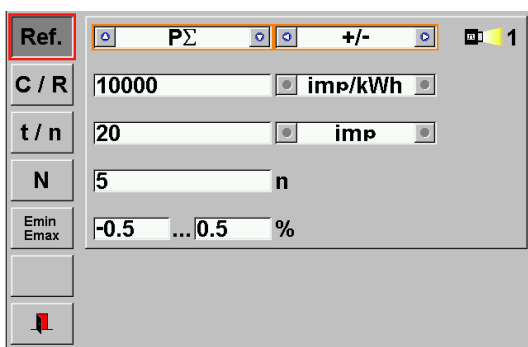 Ref. PΣ +/- 1
C / R 10000 imp/kWh
t / n 20 imp
N 5 n
Emin
Emax -0.5 ...0.5 %